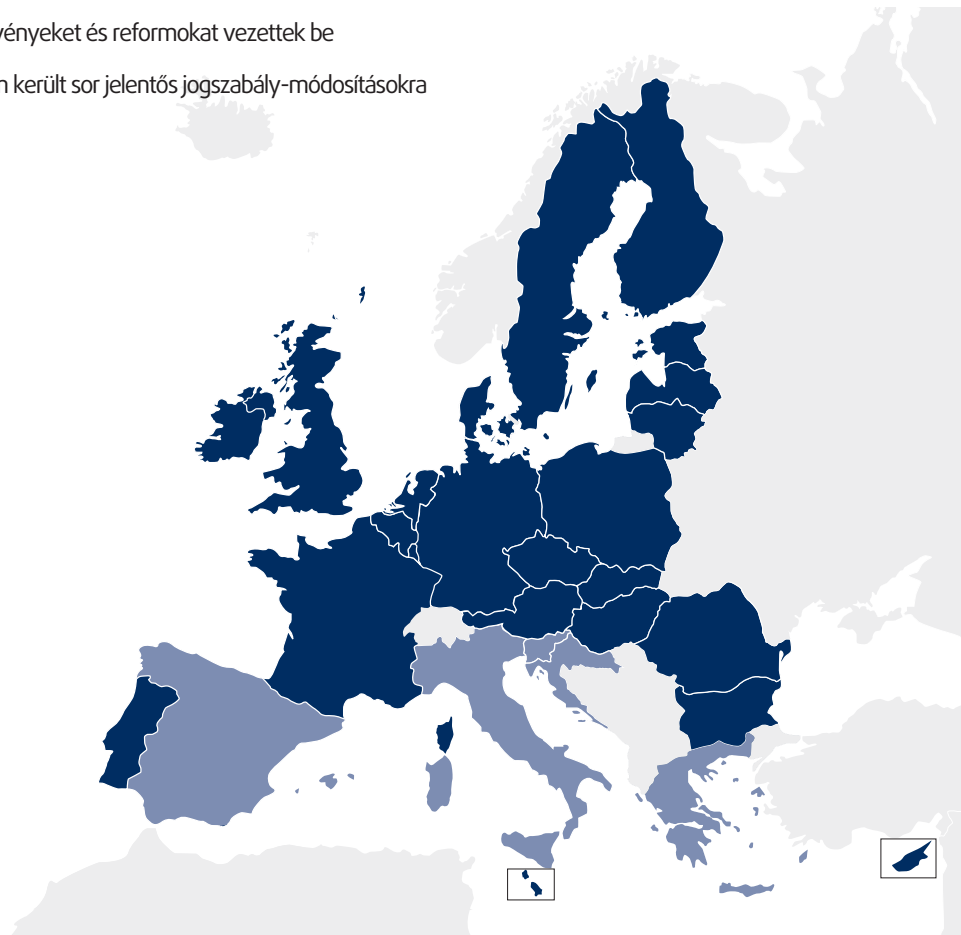 vényeket és reformokat vezettek be
került sor jelentős jogszabály-módosításokra